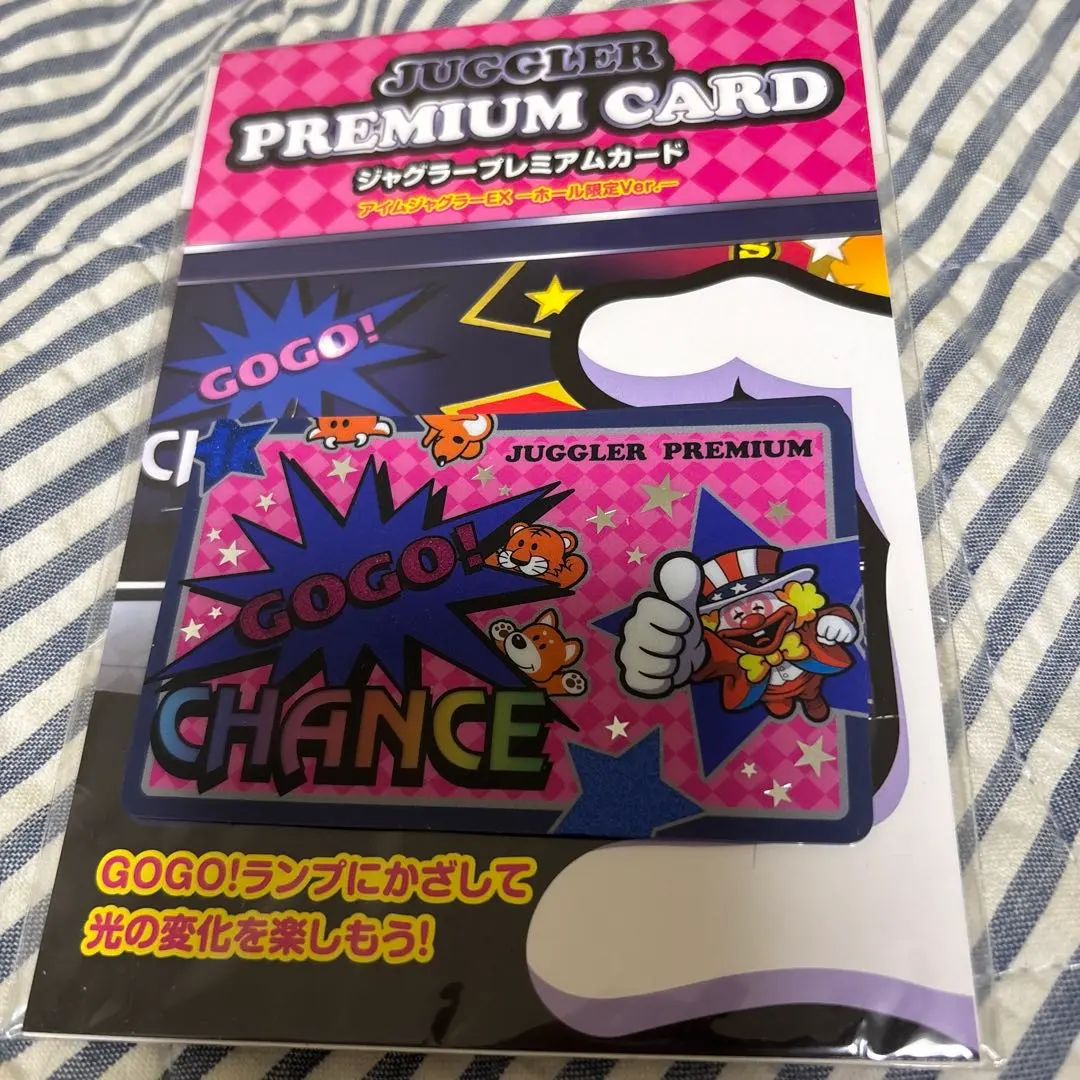 JUGGLER
PREMIUM CARD
ジャグラープレミアムカード
アイムジャグラーEX ーホール限定Ver.ー
S
GOGO!
CH
JUGGLER PREMIUM
GOGO!
CHANCE
GOGO!ランプにかざして
光の変化を楽しもう!